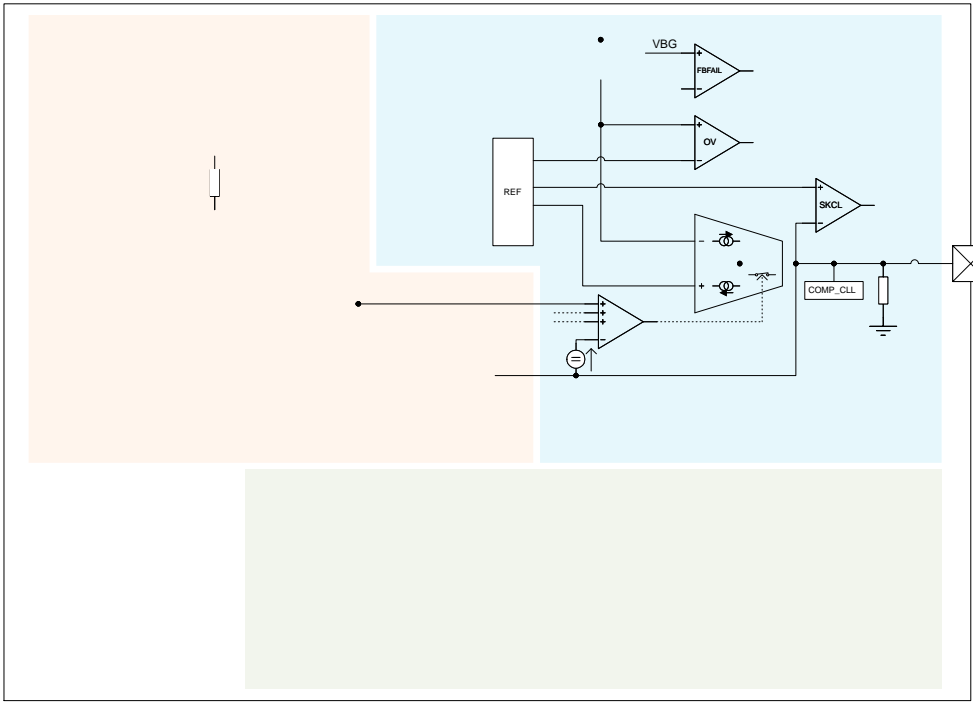 VBG
FBFAIL
OV
REF
SKCL
COMP_CLL